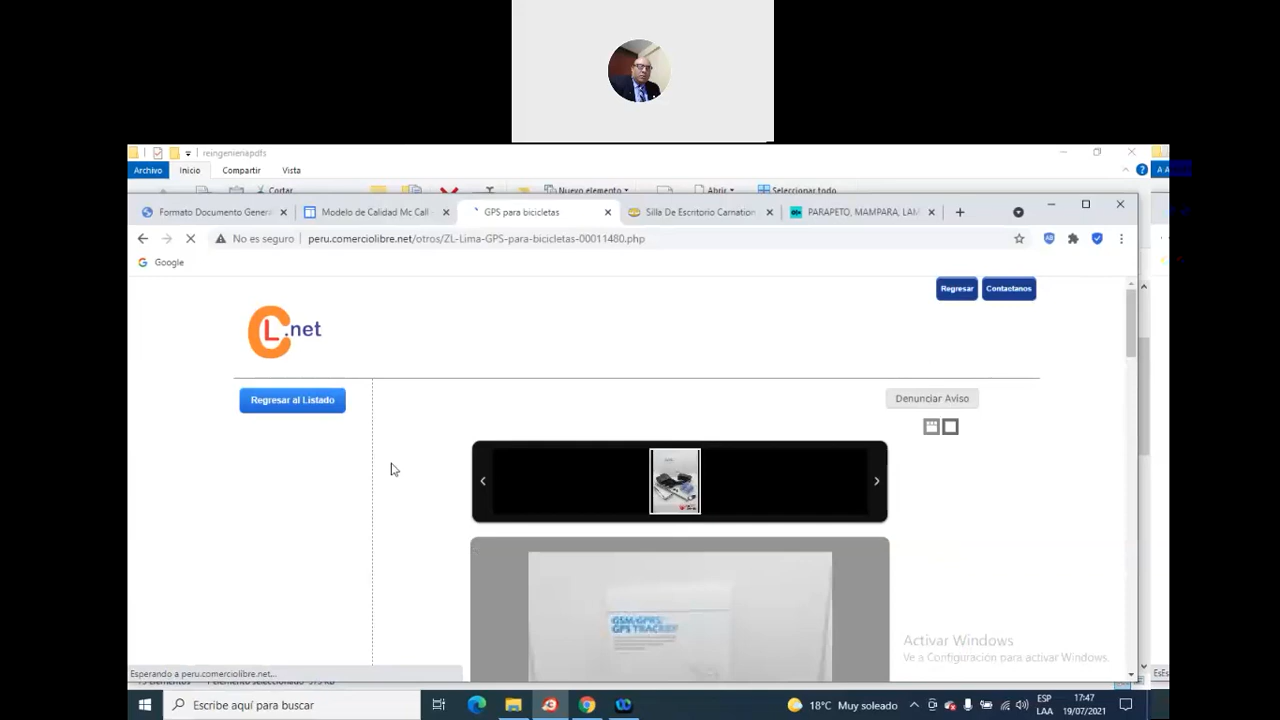 reingenienapdfs
Archivo Inicio Compartir Vista
Cortar Nuevo elemento Abrir Seleccionar todo
Formato Documento Gener Modelo de Calidad Mc Call GPS para bicicletas Silla De Escritorio Carnation PARAPETO, MAMPARA, LAM
No es seguro peru.comerciolibre.net/otros/ZL-Lima-GPS-para-bicicletas-00011480.php
Google
Regresar Contactanos
CL.net
Regresar al Listado
Denunciar Aviso
GSM/GPRS/
GPS TRACKER
Activar Windows
Ve a Configuración para activar Windows.
Esperando a peru.comerciolibre.net...
Escribe aquí para buscar
18°C Muy soleado
ESP
LAA
17:47
19/07/2021